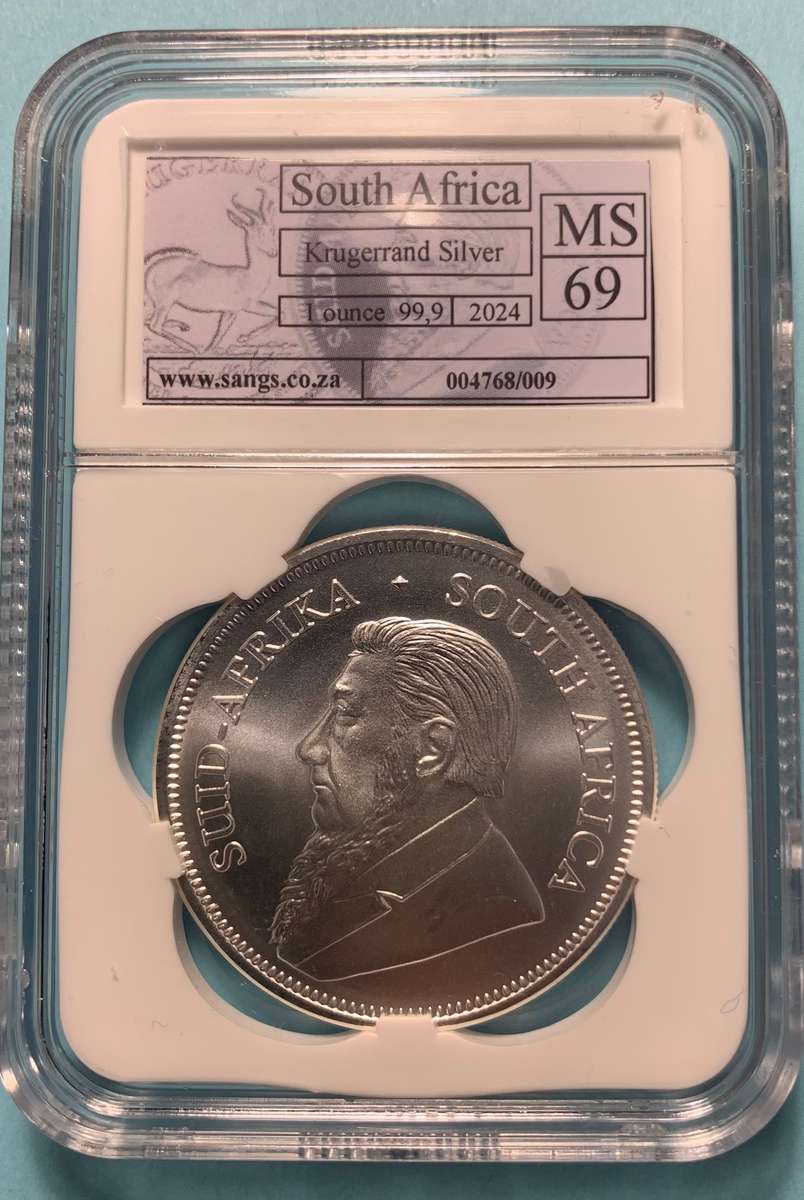 South Africa
Krugerrand Silver
1 ounce 99,9 2024
MS
69
www.sangs.co.za 004768/009
SUID-AFRIKA · SOUTH AFRICA